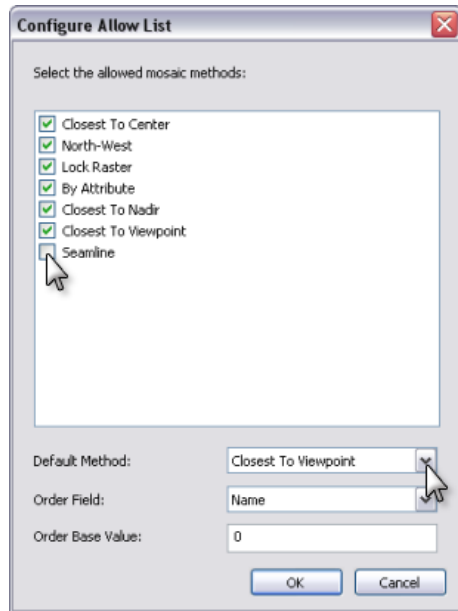 Configure Allow List
Select the allowed mosaic methods:
Closest To Center
North-West
Lock Raster
By Attribute
Closest To Nadir
Closest To Viewpoint
Seamline
Default Method: Closest To Viewpoint
Order Field: Name
Order Base Value: 0
OK Cancel